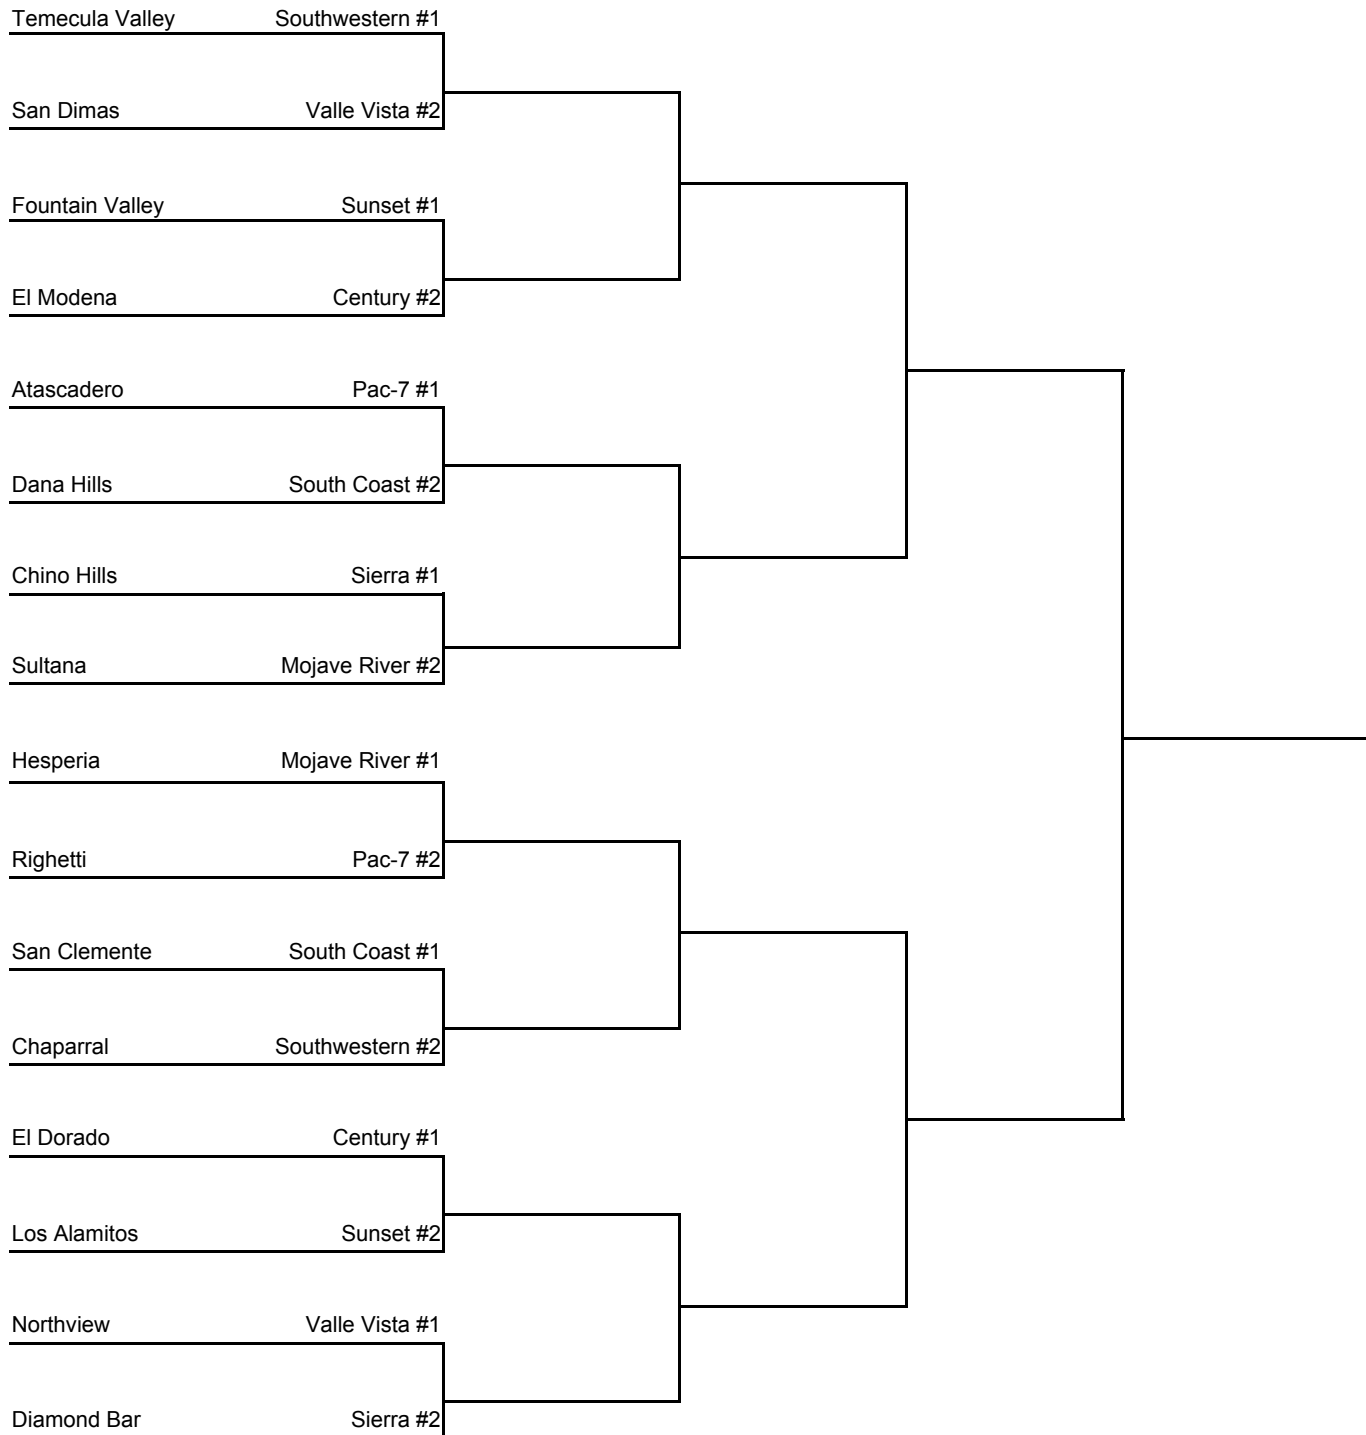 Temecula Valley Southwestern #1
San Dimas Valle Vista #2
Fountain Valley Sunset #1
El Modena Century #2
Atascadero Pac-7 #1
Dana Hills South Coast #2
Chino Hills Sierra #1
Sultana Mojave River #2
Hesperia Mojave River #1
Righetti Pac-7 #2
San Clemente South Coast #1
Chaparral Southwestern #2
El Dorado Century #1
Los Alamitos Sunset #2
Northview Valle Vista #1
Diamond Bar Sierra #2